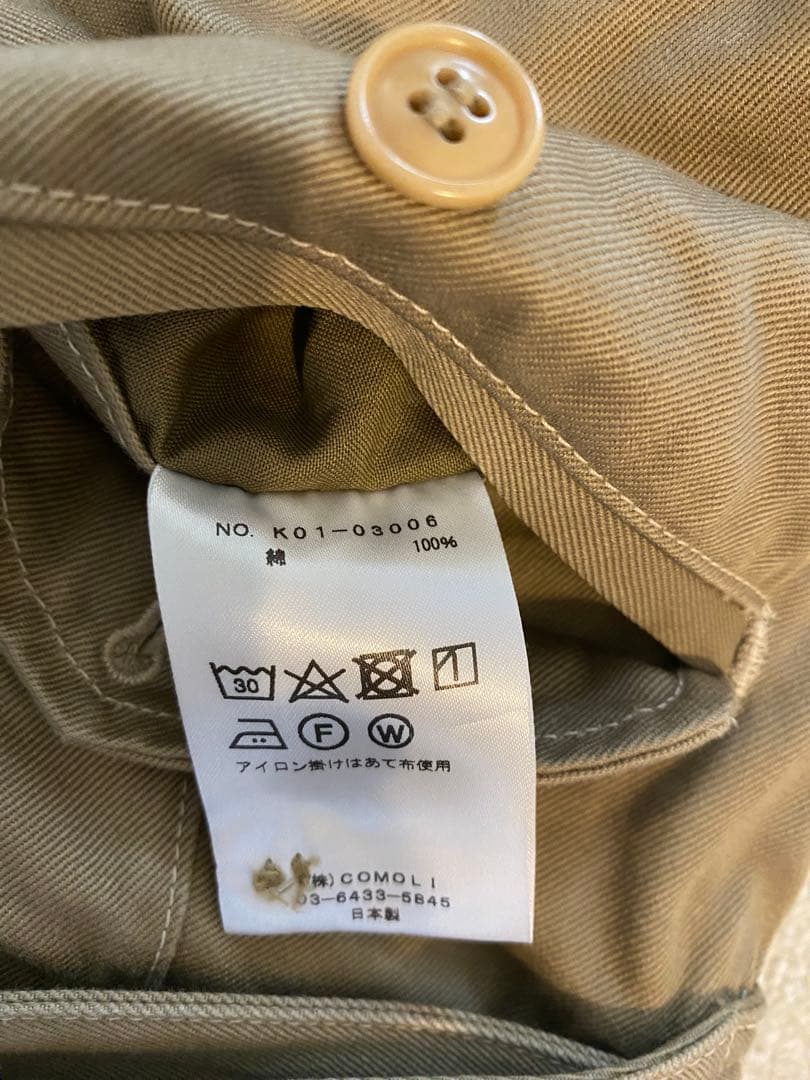 NO. K01-03006
綿 100%
30
F W
アイロン掛けはあて布使用
(株)COMOLI
03-6433-5845
日本製